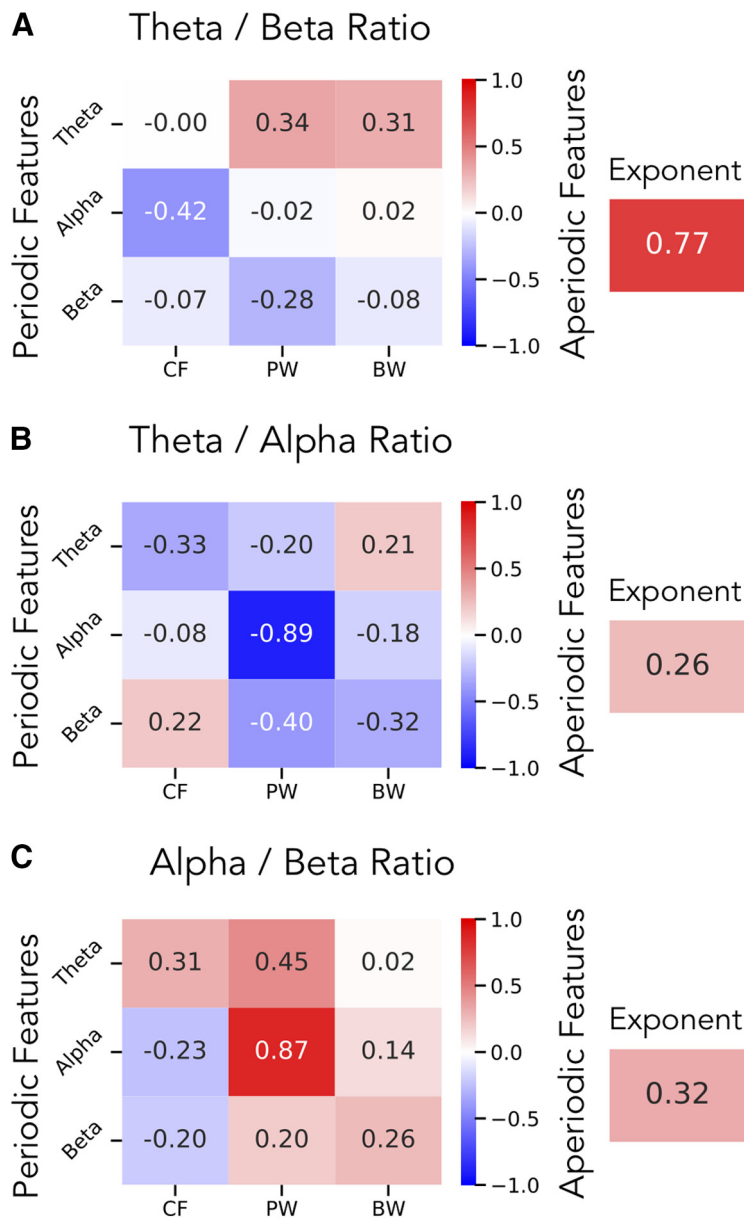 A
Theta / Beta Ratio
Periodic Features
Theta
-0.00 0.34 0.31
Alpha
-0.42 -0.02 0.02
Beta
-0.07 -0.28 -0.08
CF PW BW
1.0
0.5
0.0
−0.5
−1.0
Aperiodic Features
Exponent
0.77
B
Theta / Alpha Ratio
Periodic Features
Theta
-0.33 -0.20 0.21
Alpha
-0.08 -0.89 -0.18
Beta
0.22 -0.40 -0.32
CF PW BW
1.0
0.5
0.0
−0.5
−1.0
Aperiodic Features
Exponent
0.26
C
Alpha / Beta Ratio
Periodic Features
Theta
0.31 0.45 0.02
Alpha
-0.23 0.87 0.14
Beta
-0.20 0.20 0.26
CF PW BW
1.0
0.5
0.0
−0.5
−1.0
Aperiodic Features
Exponent
0.32